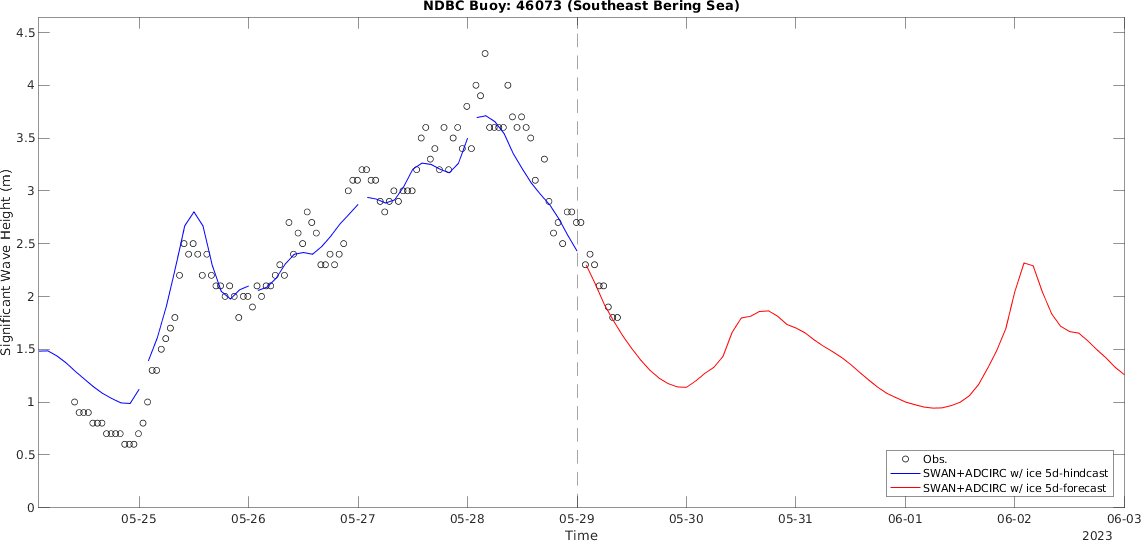 NDBC Buoy: 46073 (Southeast Bering Sea)
Significant Wave Height (m)
4.5
4
3.5
3
2.5
2
1.5
1
0.5
0
Obs.
SWAN+ADCIRC w/ ice 5d-hindcast
SWAN+ADCIRC w/ ice 5d-forecast
05-25 05-26 05-27 05-28 05-29 05-30 05-31 06-01 06-02 06-03
Time
2023